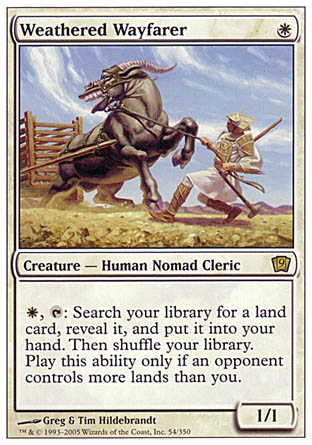 Weathered Wayfarer
Creature — Human Nomad Cleric
9
, : Search your library for a land
card, reveal it, and put it into your
hand. Then shuffle your library.
Play this ability only if an opponent
controls more lands than you.
Greg & Tim Hildebrandt
™ & © 1993–2005 Wizards of the Coast, Inc. 54/350
1/1